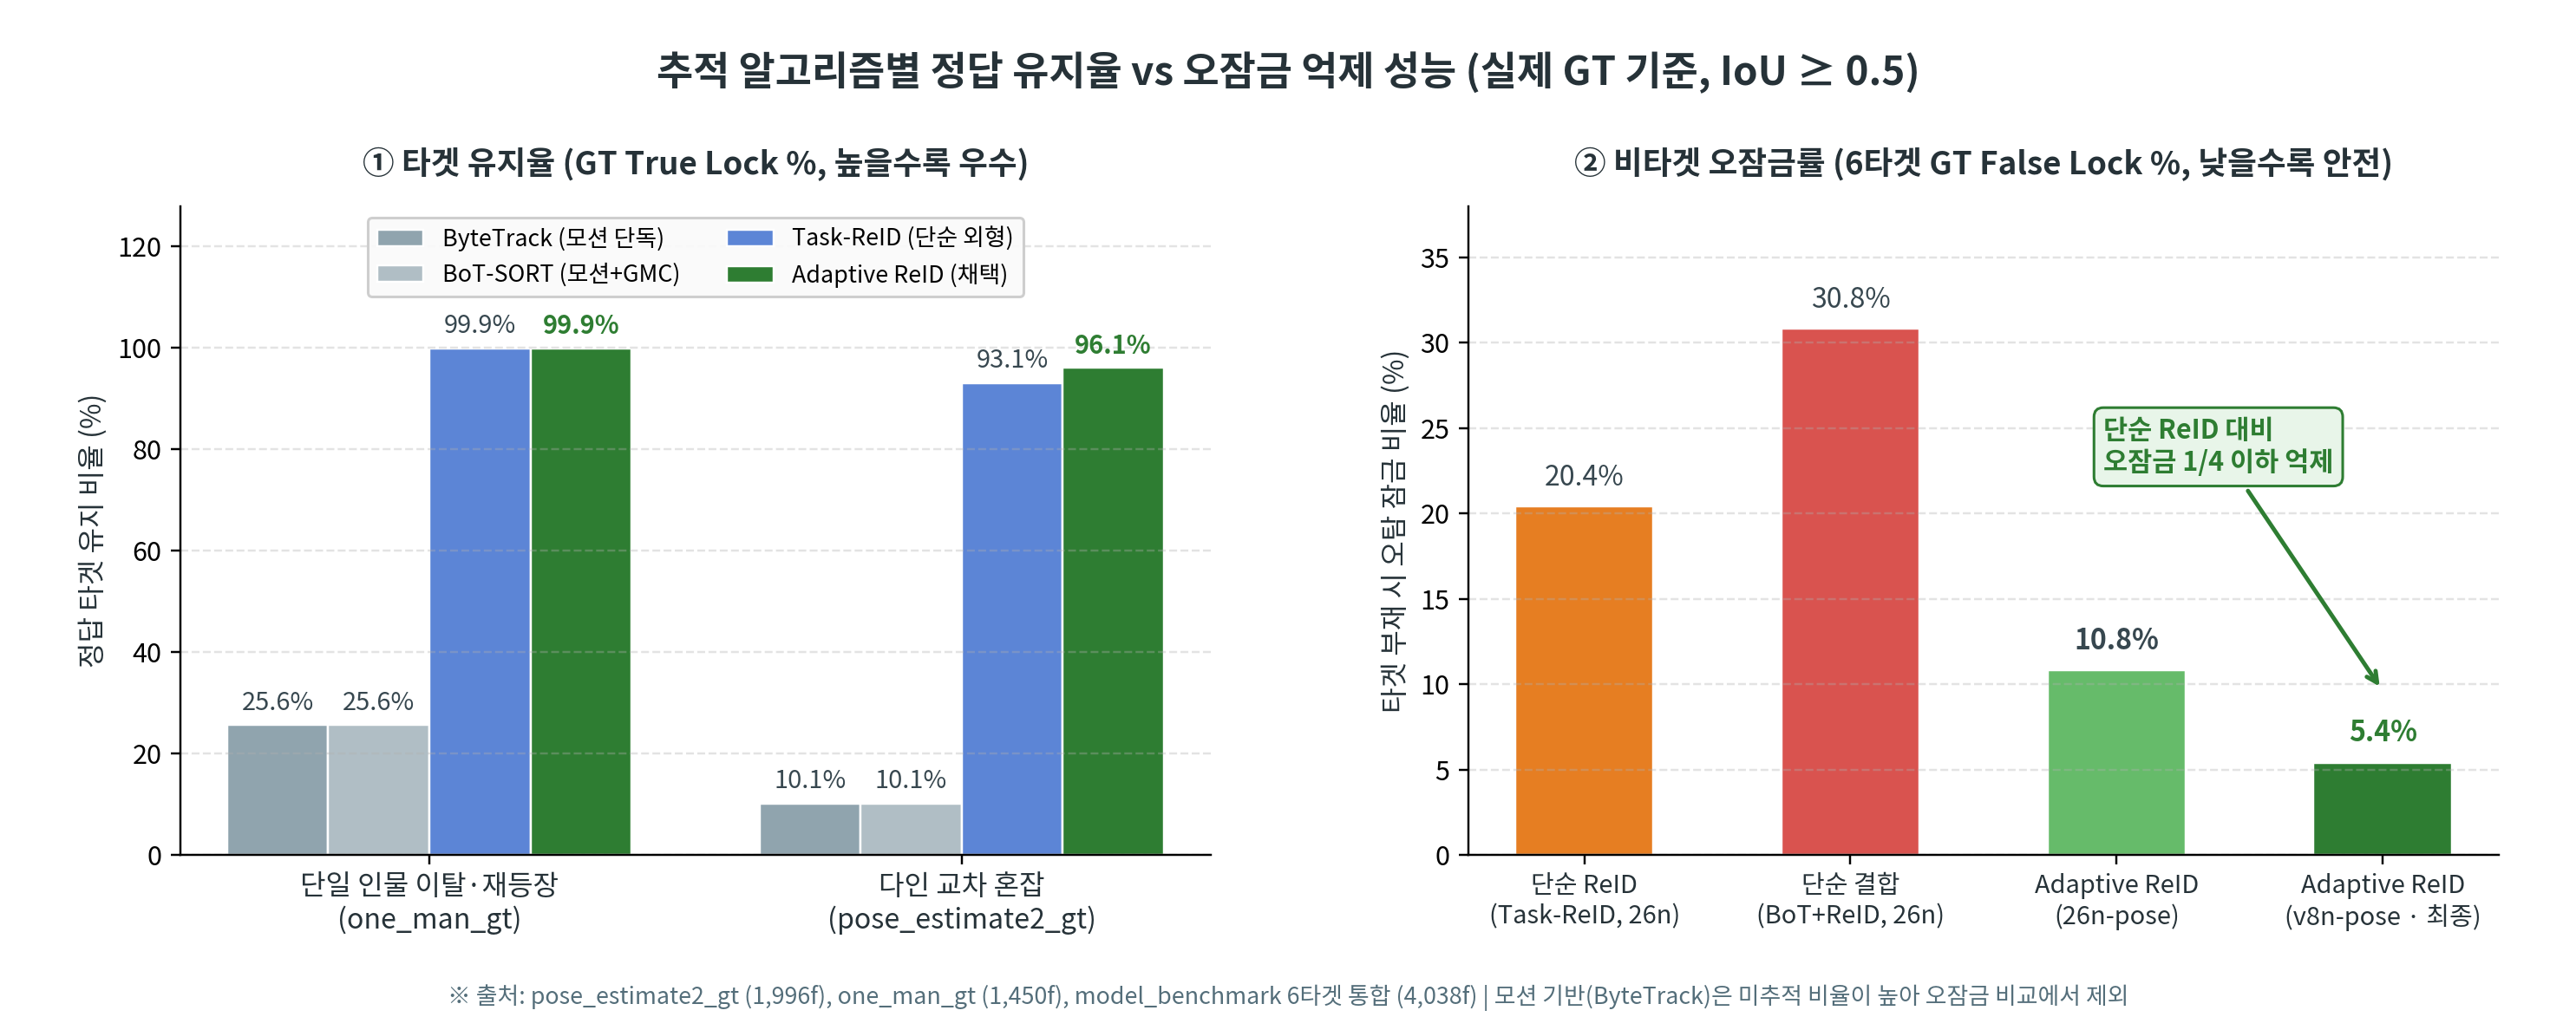 추적 알고리즘별 정답 유지율 vs 오잠금 억제 성능 (실제 GT 기준, IoU ≥ 0.5)
① 타겟 유지율 (GT True Lock %, 높을수록 우수)
정답 타겟 유지 비율 (%)
120
100
80
60
40
20
0
ByteTrack (모션 단독)
BoT-SORT (모션+GMC)
Task-ReID (단순 외형)
Adaptive ReID (채택)
25.6%
25.6%
99.9%
99.9%
10.1%
10.1%
93.1%
96.1%
단일 인물 이탈·재등장
(one_man_gt)
다인 교차 혼잡
(pose_estimate2_gt)
② 비타겟 오잠금률 (6타겟 GT False Lock %, 낮을수록 안전)
타겟 부재 시 오탐 잠금 비율 (%)
35
30
25
20
15
10
5
0
20.4%
30.8%
10.8%
5.4%
단순 ReID 대비
오잠금 1/4 이하 억제
단순 ReID
(Task-ReID, 26n)
단순 결합
(BoT+ReID, 26n)
Adaptive ReID
(26n-pose)
Adaptive ReID
(v8n-pose · 최종)
※ 출처: pose_estimate2_gt (1,996f), one_man_gt (1,450f), model_benchmark 6타겟 통합 (4,038f) | 모션 기반(ByteTrack)은 미추적 비율이 높아 오잠금 비교에서 제외